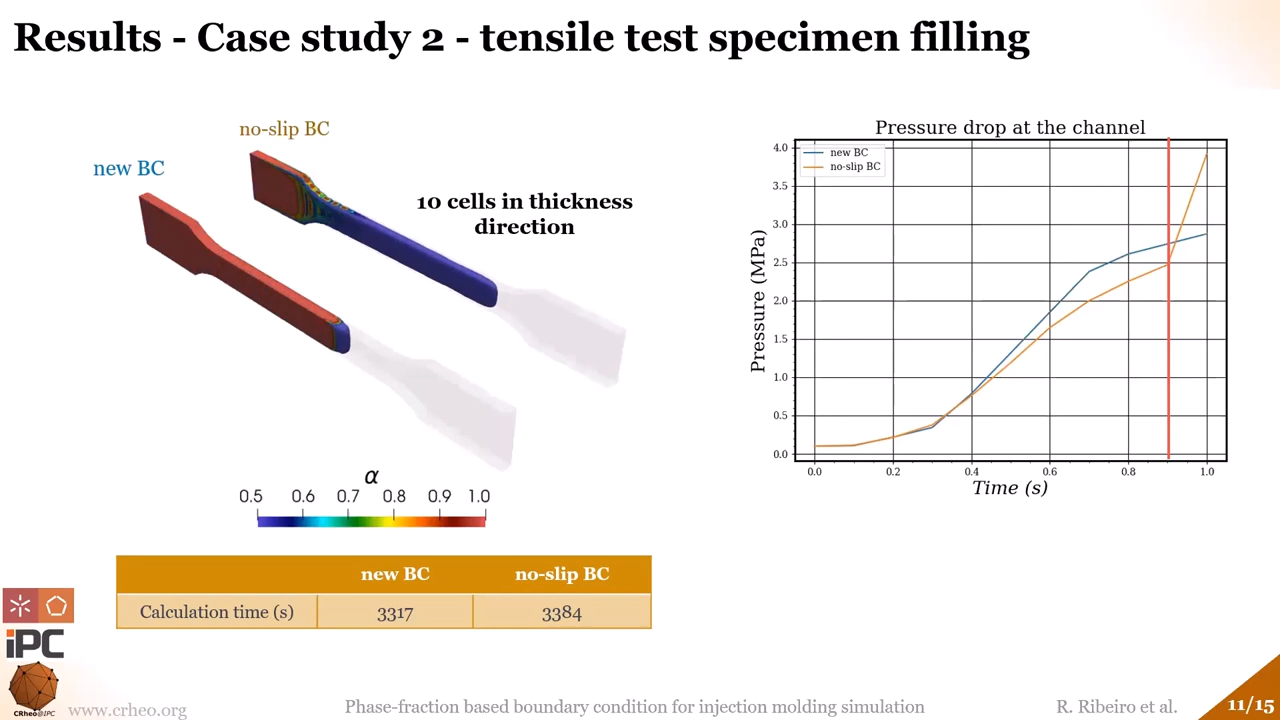 Results - Case study 2 - tensile test specimen filling
no-slip BC
new BC
10 cells in thickness
direction
α
0.5 0.6 0.7 0.8 0.9 1.0
Pressure drop at the channel
new BC
no-slip BC
Pressure (MPa)
4.0
3.5
3.0
2.5
2.0
1.5
1.0
0.5
0.0
0.0 0.2 0.4 0.6 0.8 1.0
Time (s)
new BC no-slip BC
Calculation time (s) 3317 3384
iPC
CRheo@IPC
www.crheo.org
Phase-fraction based boundary condition for injection molding simulation
R. Ribeiro et al.
11/15